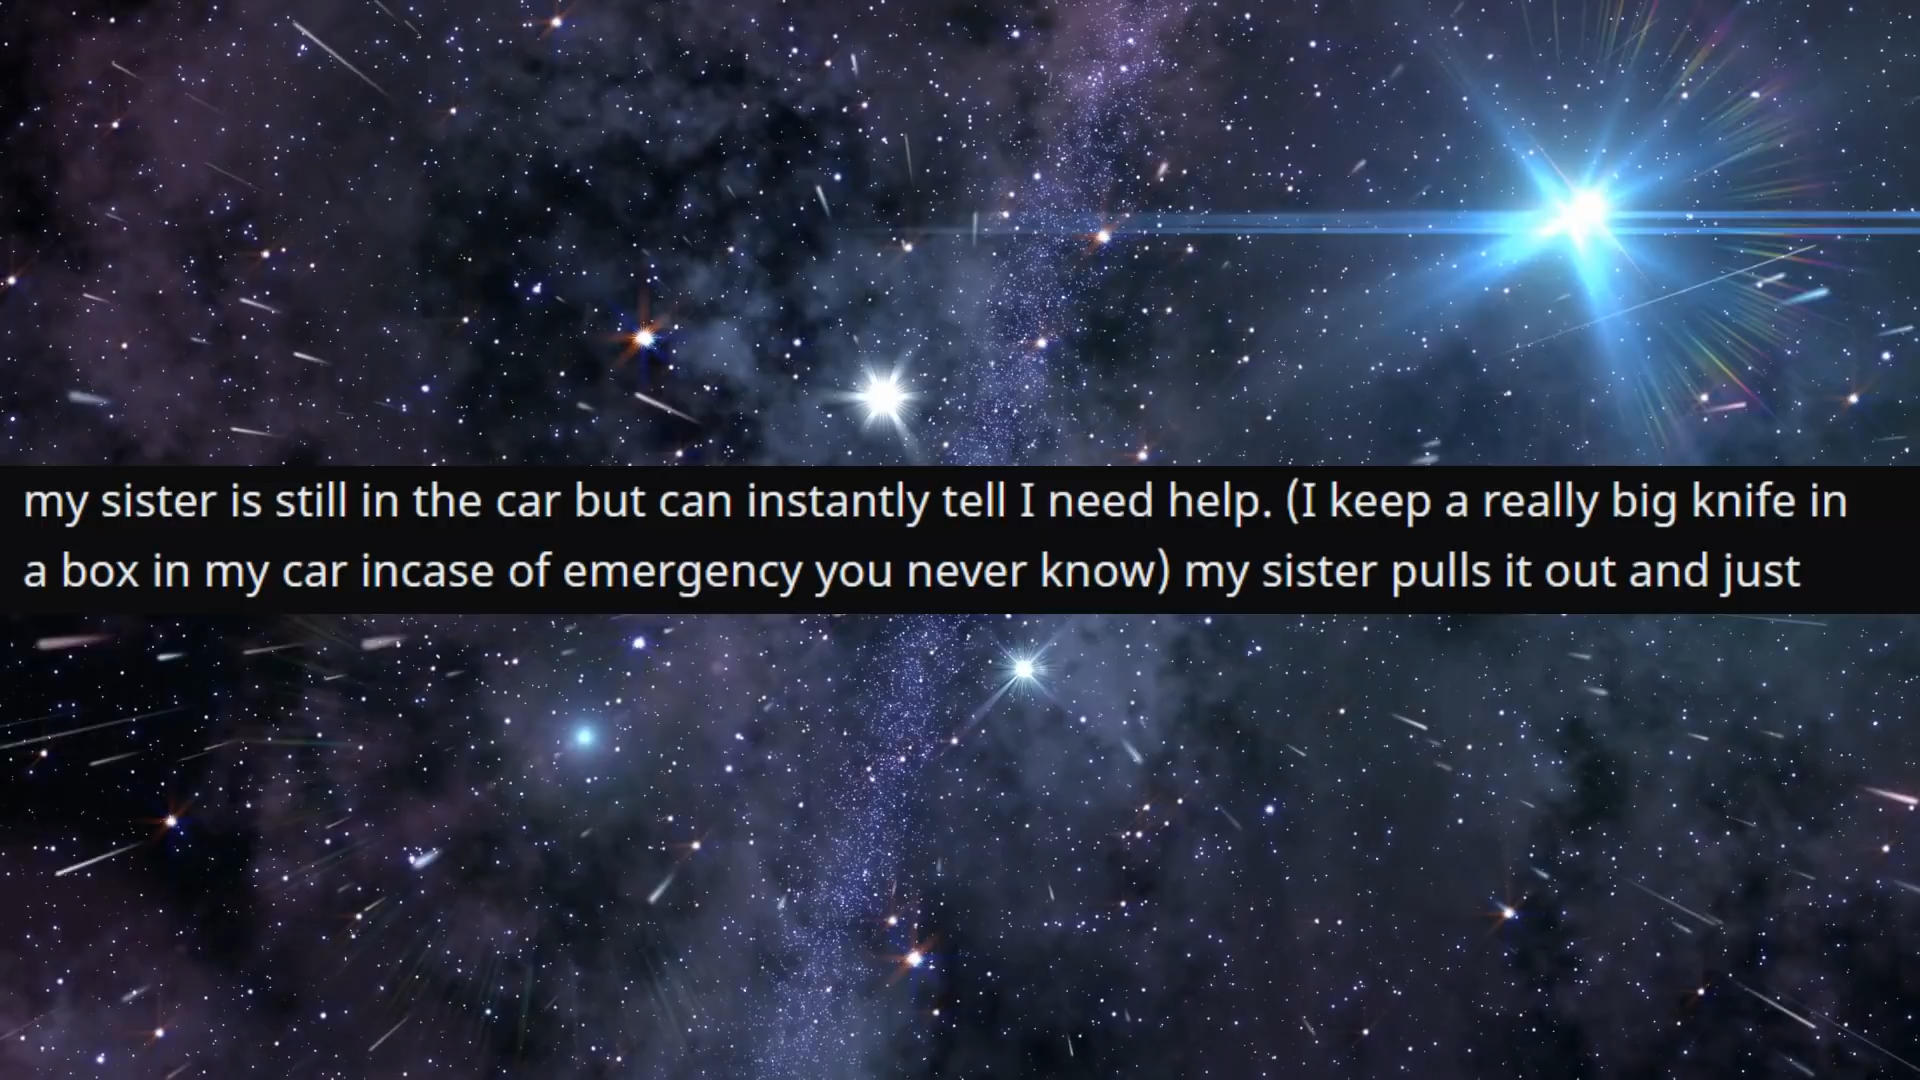 my sister is still in the car but can instantly tell I need help. (I keep a really big knife in
a box in my car incase of emergency you never know) my sister pulls it out and just